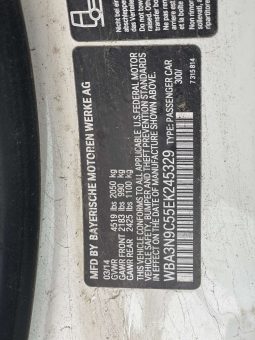 MFD BY BAYERISCHE MOTOREN WERKE AG
03/14
GVWR 4519 lbs 2050 kg
GAWR FRONT 2183 lbs 990 kg
GAWR REAR 2425 lbs 1100 kg
THIS VEHICLE CONFORMS TO ALL APPLICABLE U.S. FEDERAL MOTOR
VEHICLE SAFETY, BUMPER AND THEFT PREVENTION STANDARDS
IN EFFECT ON THE DATE OF MANUFACTURE SHOWN ABOVE.
WBA3N9C55EK245329 TYPE: PASSENGER CAR
300/
7315814